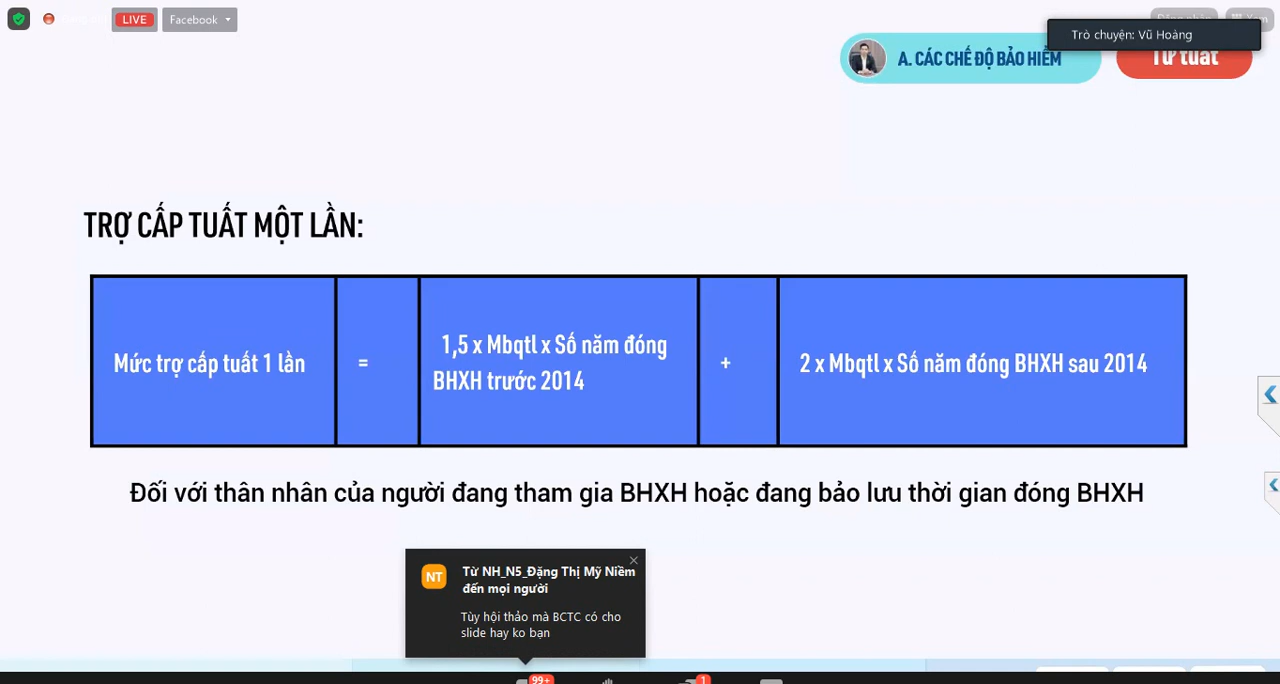 LIVE
Facebook
Trò chuyện: Vũ Hoảng
A. CÁC CHẾ ĐỘ BẢO HIỂM
Tử tuất
TRỢ CẤP TUẤT MỘT LẦN:
Mức trợ cấp tuất 1 lần
=
1,5 x Mbqtl x Số năm đóng
BHXH trước 2014
+
2 x Mbqtl x Số năm đóng BHXH sau 2014
Đối với thân nhân của người đang tham gia BHXH hoặc đang bảo lưu thời gian đóng BHXH
NT
Từ NH_N5_Đặng Thị Mỹ Niềm
đến mọi người
Tùy hội thảo mà BCTC có cho
slide hay ko bạn
99+
1